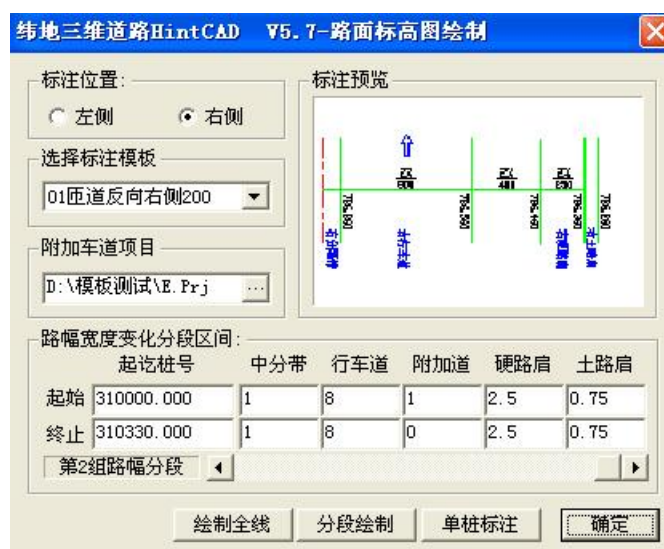 纬地三维道路HintCAD V5.7-路面标高图绘制
标注位置:
左侧 右侧
选择标注模板
01匝道反向右侧200
附加车道项目
D:\模板测试\E.Prj ...
标注预览
路幅宽度变化分段区间:
起讫桩号 中分带 行车道 附加道 硬路肩 土路肩
起始 310000.000 1 8 1 2.5 0.75
终止 310330.000 1 8 0 2.5 0.75
第2组路幅分段
绘制全线 分段绘制 单桩标注 确定